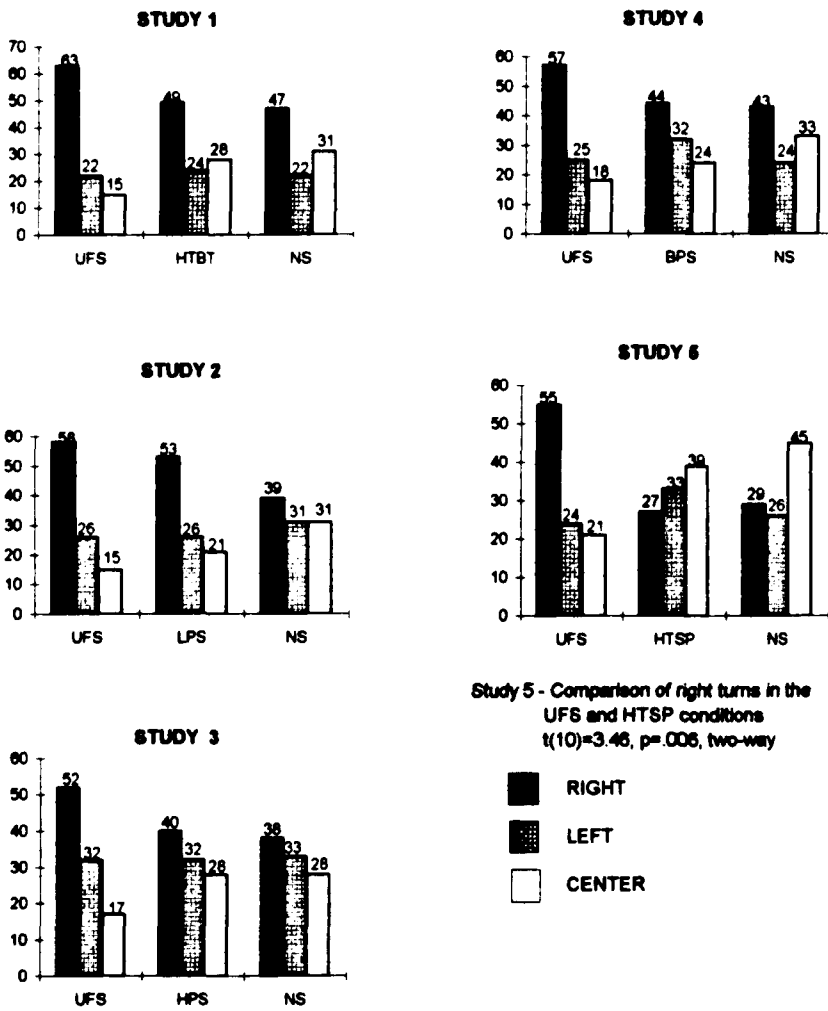 STUDY 1
70
60
50
40
30
20
10
0
63 22 15 49 24 28 47 22 31
UFS HTBT NS
STUDY 2
60
50
40
30
20
10
0
58 26 15 53 26 21 39 31 31
UFS LPS NS
STUDY 3
60
50
40
30
20
10
0
52 32 17 40 32 28 38 33 28
UFS HPS NS
STUDY 4
60
50
40
30
20
10
0
57 25 18 44 32 24 43 24 33
UFS BPS NS
STUDY 5
60
50
40
30
20
10
0
55 24 21 27 33 39 29 26 45
UFS HTSP NS
Study 5 - Comparison of right turns in the
UFS and HTSP conditions
t(10)=3.46, p=.006, two-way
RIGHT
LEFT
CENTER